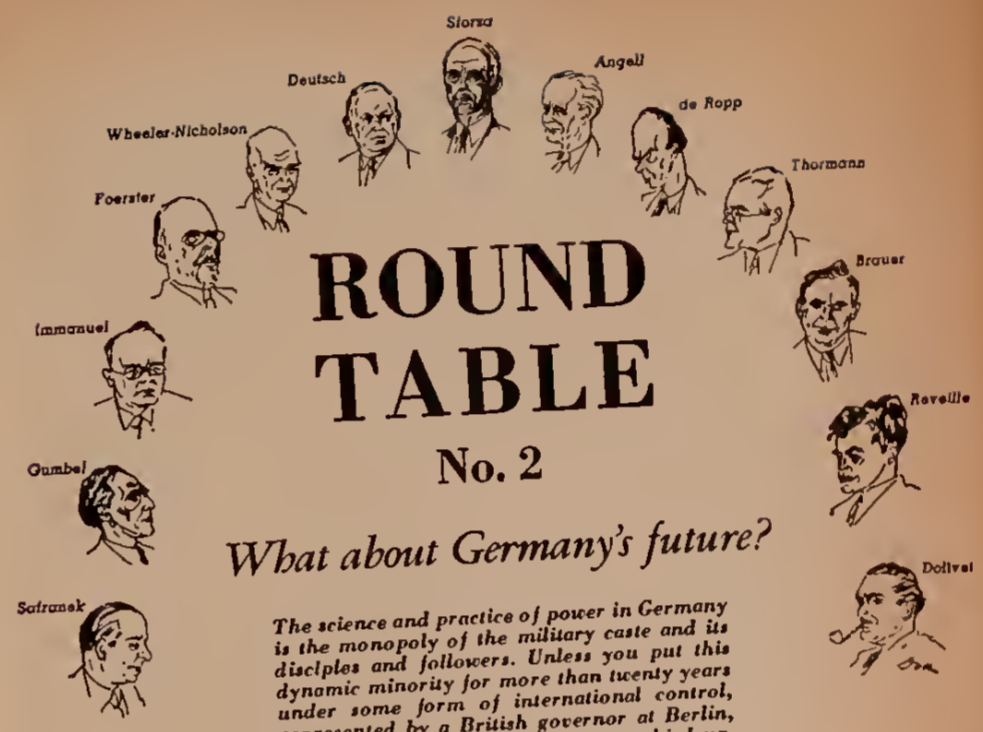 Sforza
Deutsch
Angell
Wheeler-Nicholson
de Ropp
Foerster
Thormann
Brauer
Immanuel
Reveille
Gumbel
Dolivet
Safranek
ROUND
TABLE
No. 2
What about Germany's future?
The science and practice of power in Germany
is the monopoly of the military caste and its
disciples and followers. Unless you put this
dynamic minority for more than twenty years
under some form of international control,
represented by a British governor at Berlin,